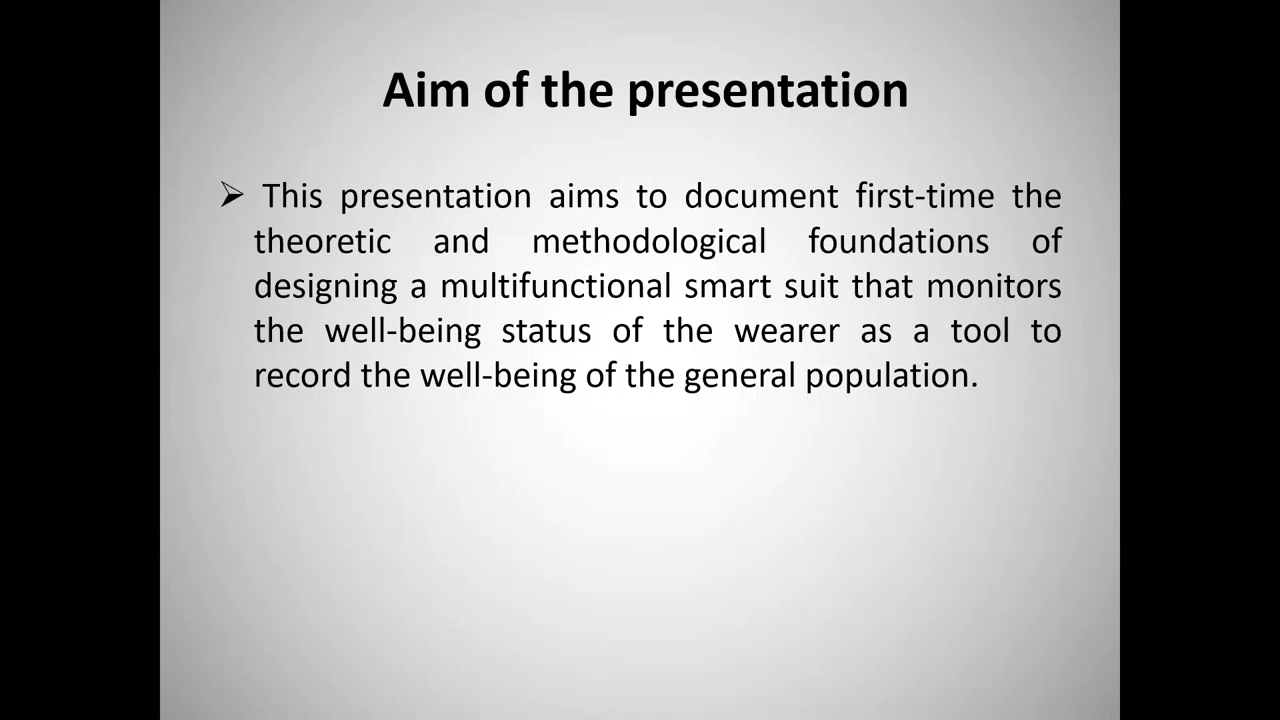 Aim of the presentation
➢ This presentation aims to document first-time the
theoretic and methodological foundations of
designing a multifunctional smart suit that monitors
the well-being status of the wearer as a tool to
record the well-being of the general population.